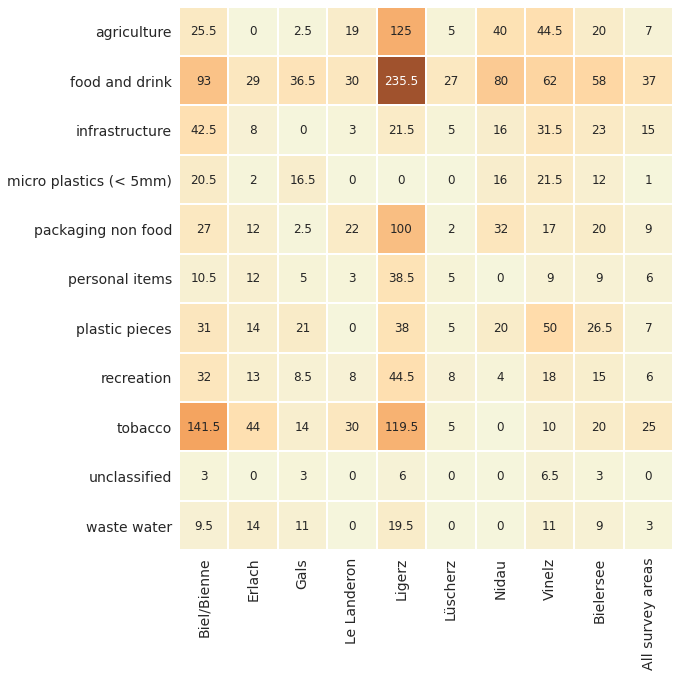 agriculture 25.5 0 2.5 19 125 5 40 44.5 20 7
food and drink 93 29 36.5 30 235.5 27 80 62 58 37
infrastructure 42.5 8 0 3 21.5 5 16 31.5 23 15
micro plastics (< 5mm) 20.5 2 16.5 0 0 0 16 21.5 12 1
packaging non food 27 12 2.5 22 100 2 32 17 20 9
personal items 10.5 12 5 3 38.5 5 0 9 9 6
plastic pieces 31 14 21 0 38 5 20 50 26.5 7
recreation 32 13 8.5 8 44.5 8 4 18 15 6
tobacco 141.5 44 14 30 119.5 5 0 10 20 25
unclassified 3 0 3 0 6 0 0 6.5 3 0
waste water 9.5 14 11 0 19.5 0 0 11 9 3
Biel/Bienne
Erlach
Gals
Le Landeron
Ligerz
Lüscherz
Nidau
Vinelz
Bielersee
All survey areas